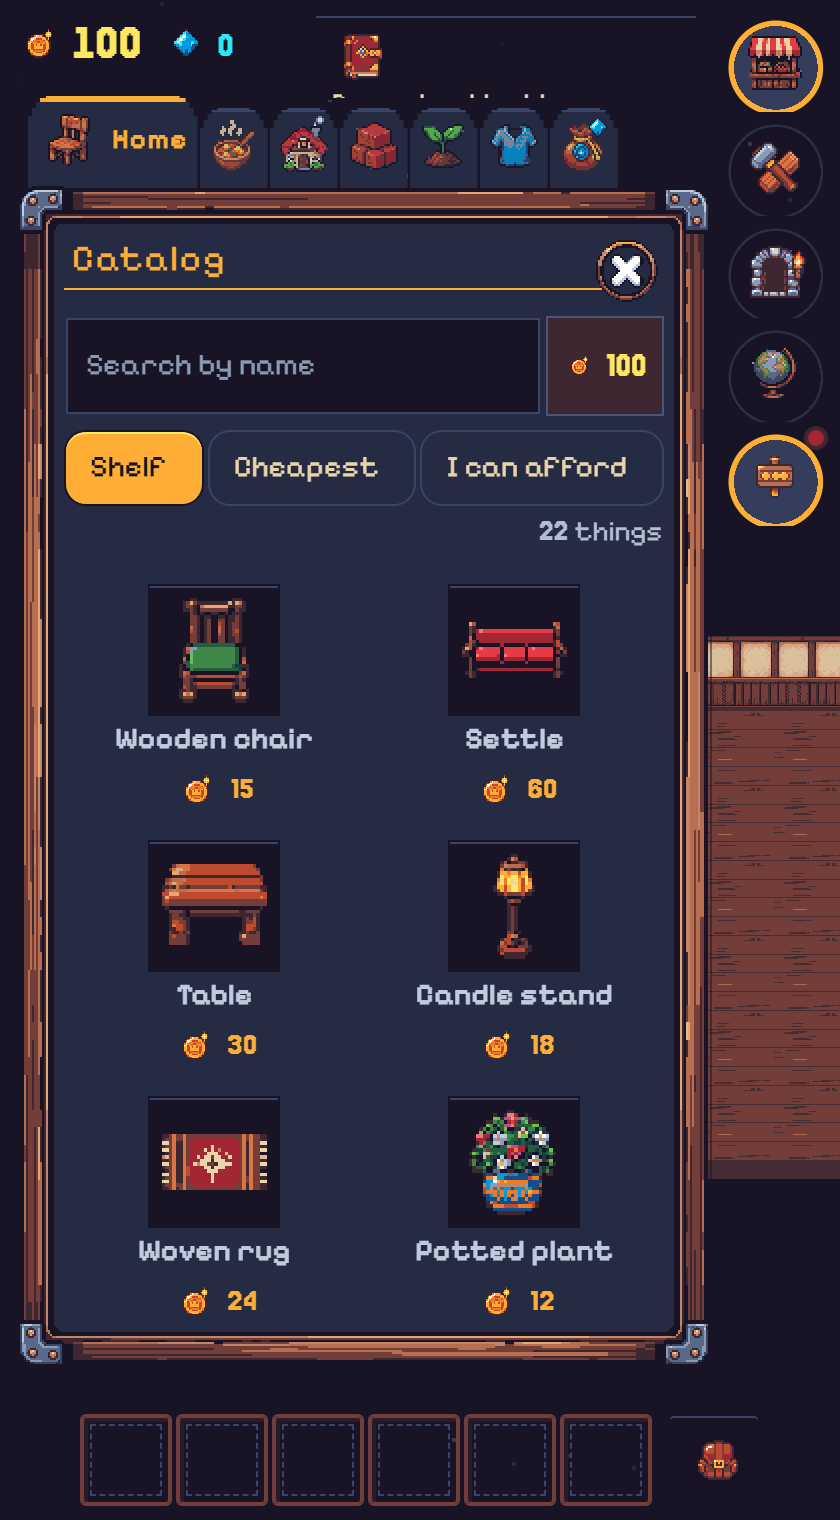 100
0
Home
Catalog
Search by name
100
Shelf
Cheapest
I can afford
22 things
Wooden chair
Settle
15
60
Table
Candle stand
30
18
Woven rug
Potted plant
24
12